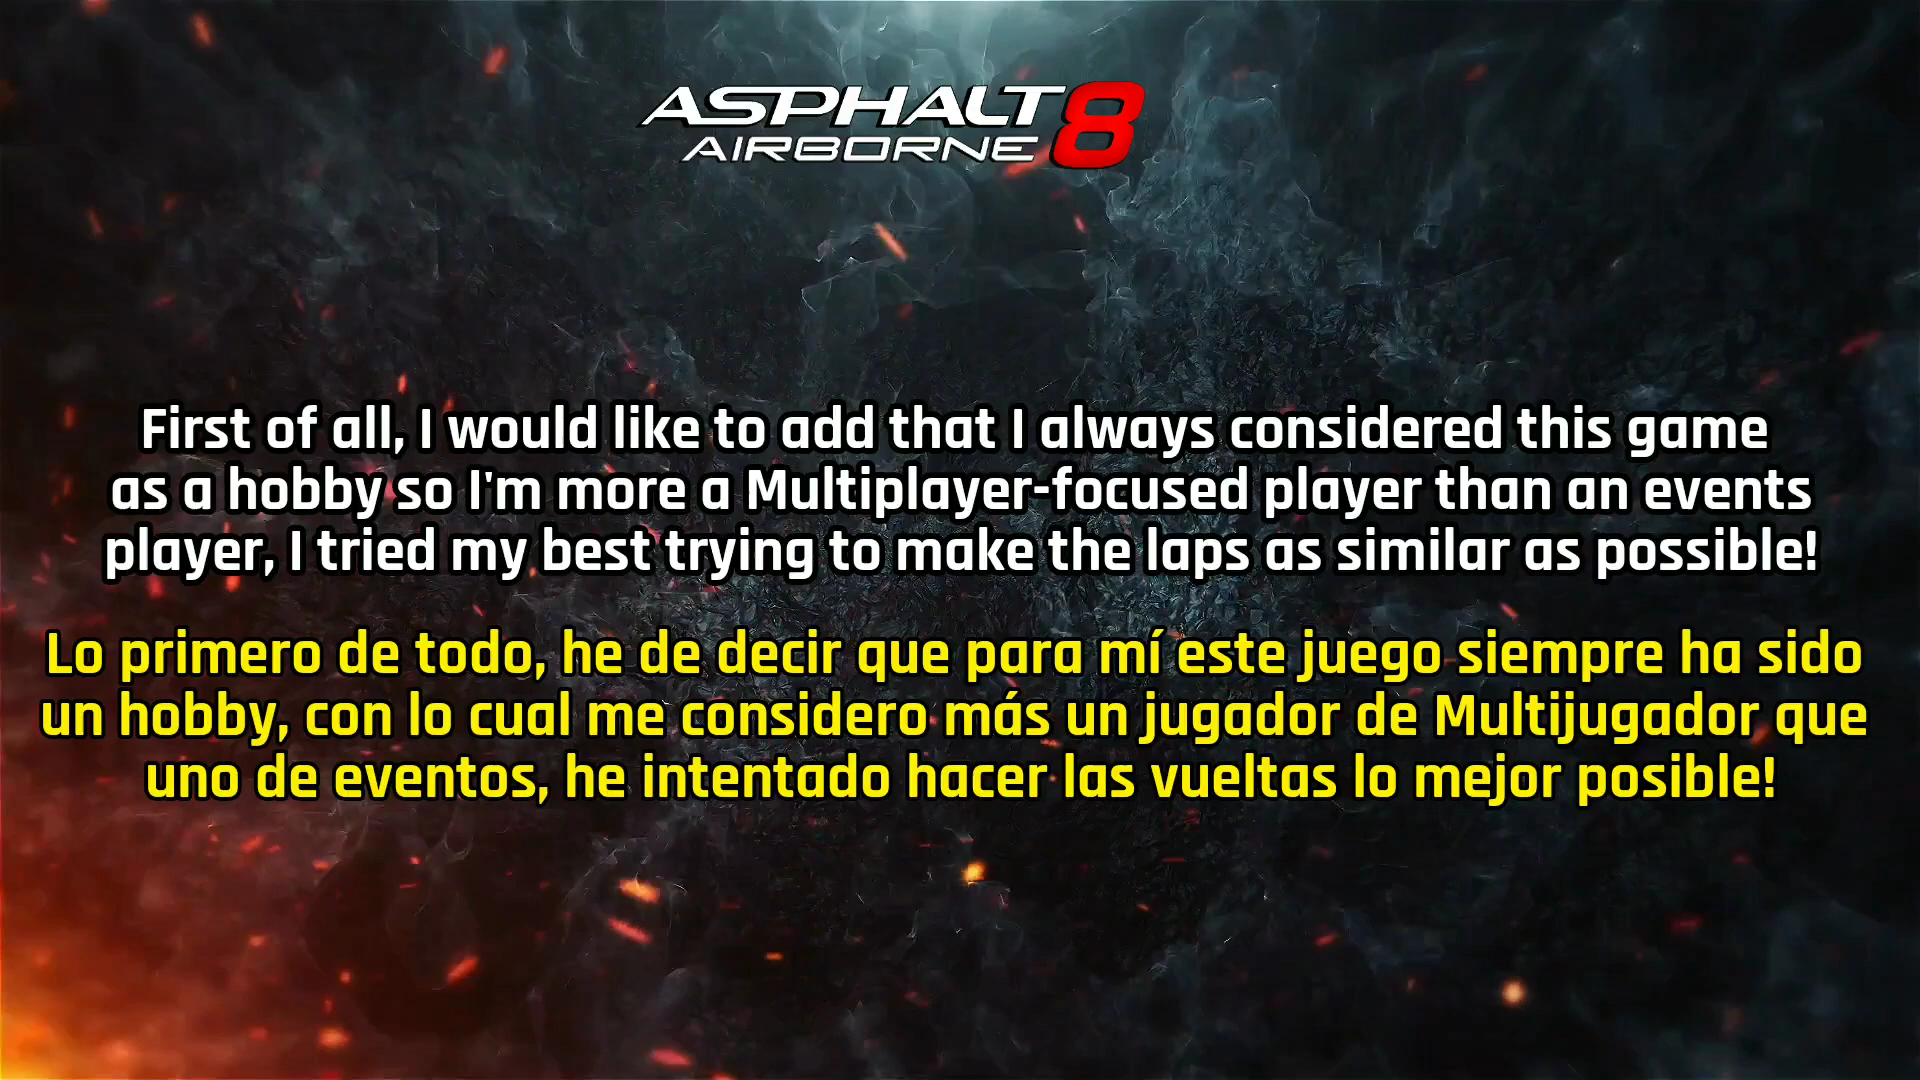 ASPHALT 8
AIRBORNE
First of all, I would like to add that I always considered this game
as a hobby so I'm more a Multiplayer-focused player than an events
player, I tried my best trying to make the laps as similar as possible!
Lo primero de todo, he de decir que para mí este juego siempre ha sido
un hobby, con lo cual me considero más un jugador de Multijugador que
uno de eventos, he intentado hacer las vueltas lo mejor posible!